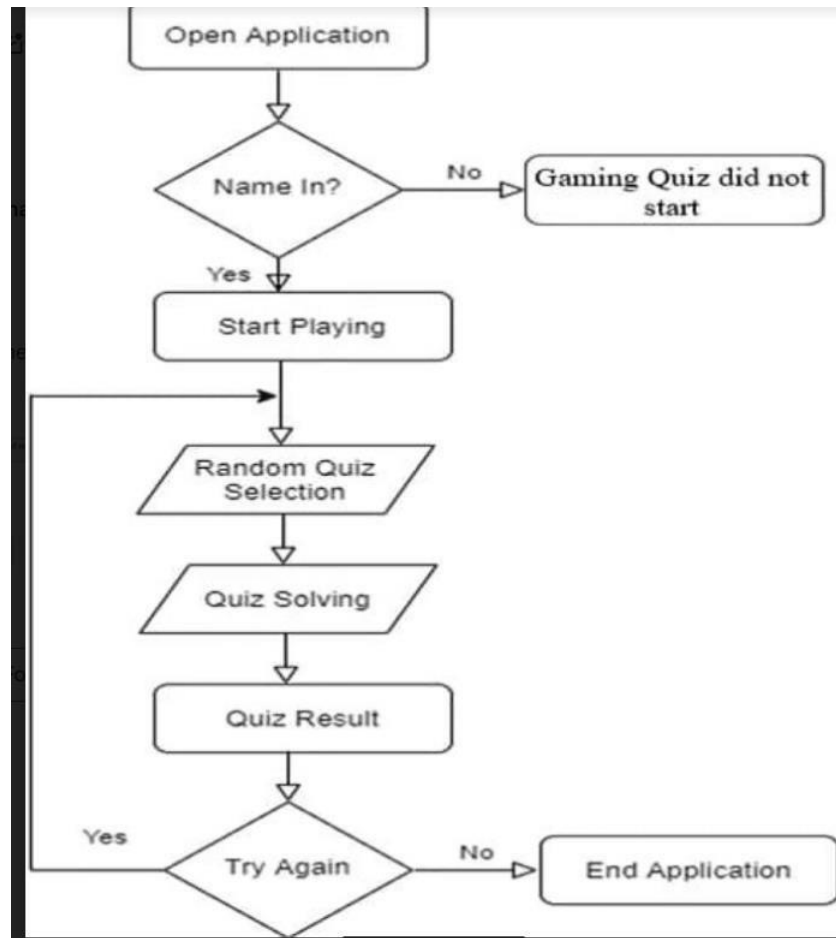 Open Application
Name In?
No
Gaming Quiz did not
start
Yes
Start Playing
Random Quiz
Selection
Quiz Solving
Quiz Result
Yes
Try Again
No
End Application